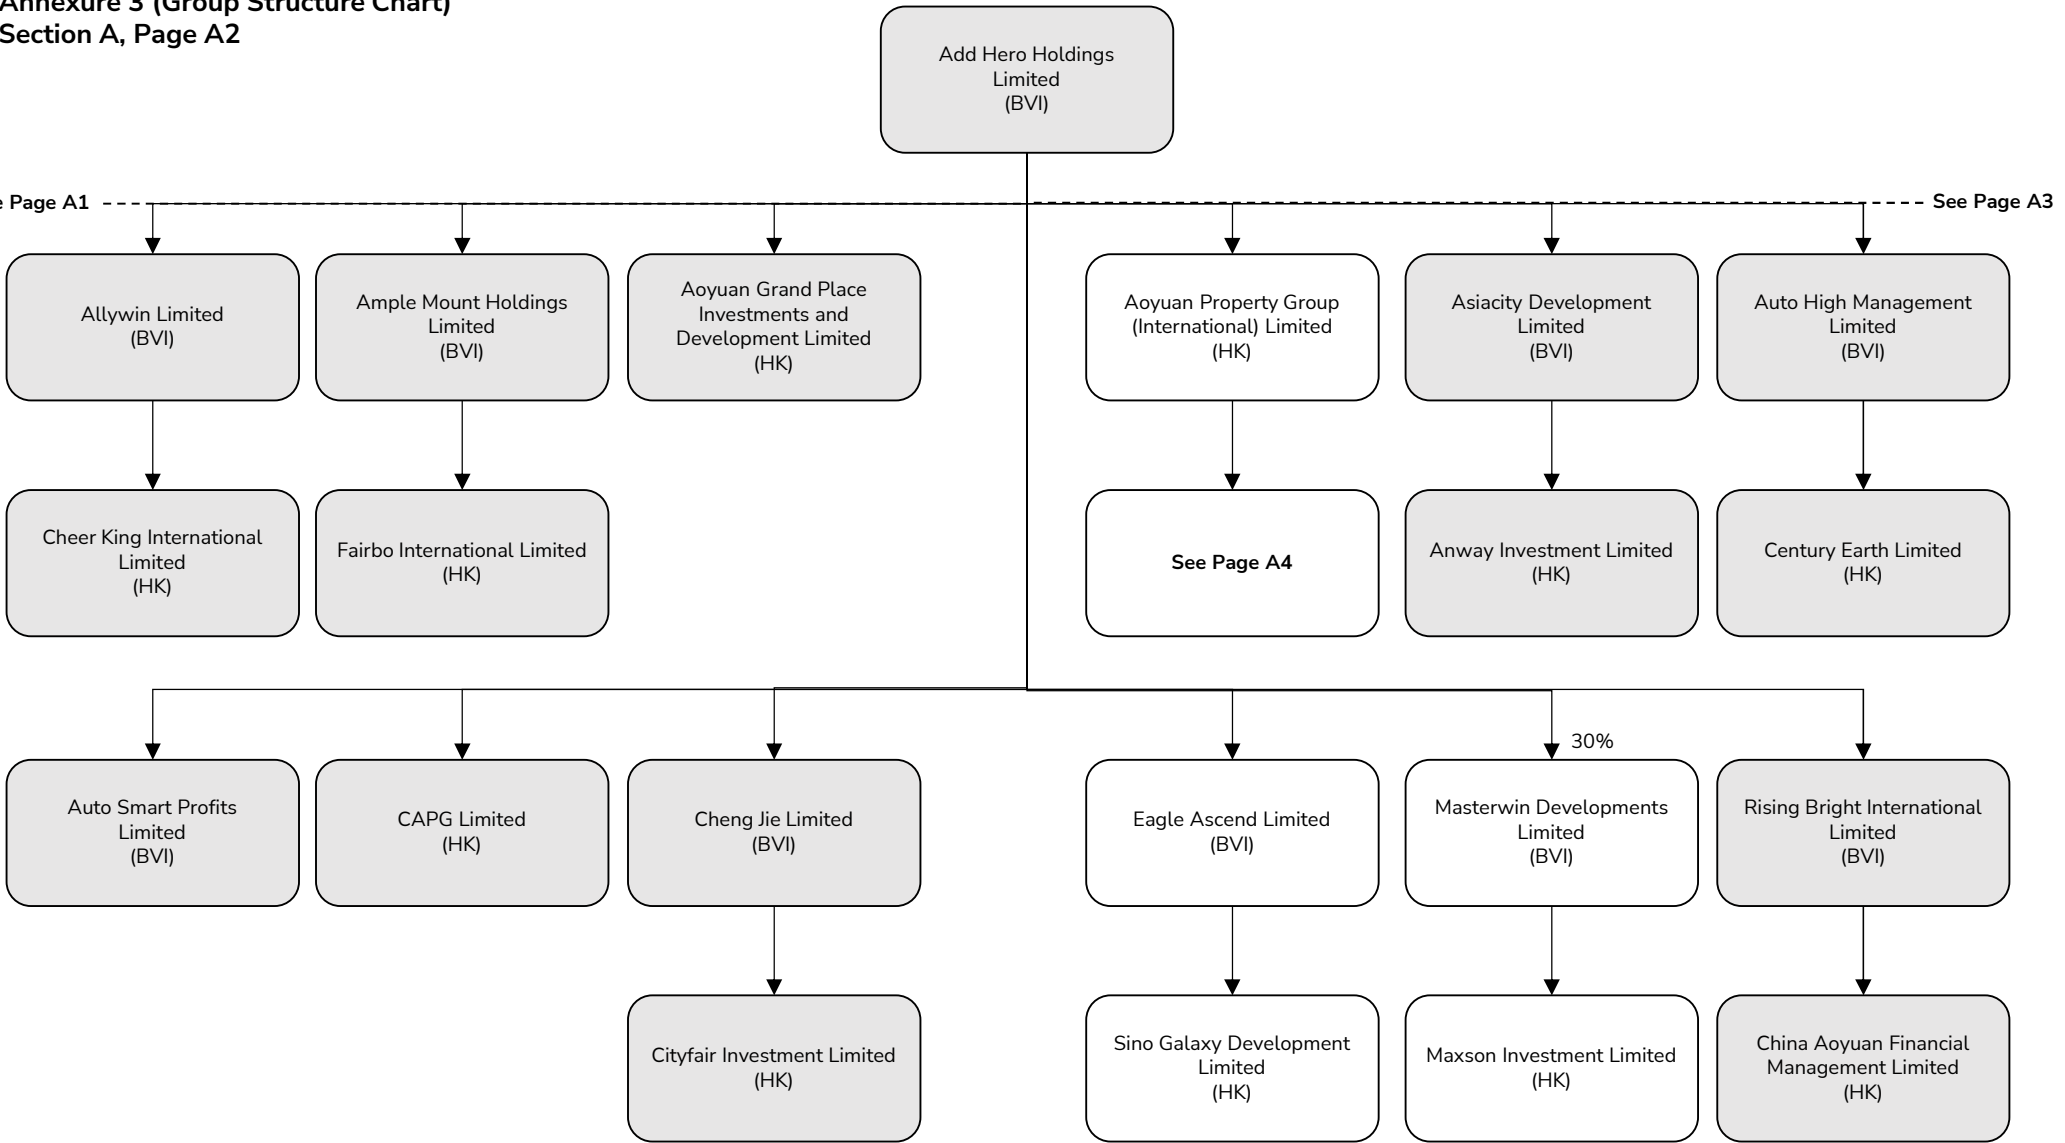 Annexure 3 (Group Structure Chart)
Section A, Page A2
Add Hero Holdings
Limited
(BVI)
Page A1
See Page A3
Allywin Limited
(BVI)
Ample Mount Holdings
Limited
(BVI)
Aoyuan Grand Place
Investments and
Development Limited
(HK)
Aoyuan Property Group
(International) Limited
(HK)
Asiacity Development
Limited
(BVI)
Auto High Management
Limited
(BVI)
Cheer King International
Limited
(HK)
Fairbo International Limited
(HK)
See Page A4
Anway Investment Limited
(HK)
Century Earth Limited
(HK)
30%
Auto Smart Profits
Limited
(BVI)
CAPG Limited
(HK)
Cheng Jie Limited
(BVI)
Eagle Ascend Limited
(BVI)
Masterwin Developments
Limited
(BVI)
Rising Bright International
Limited
(BVI)
Cityfair Investment Limited
(HK)
Sino Galaxy Development
Limited
(HK)
Maxson Investment Limited
(HK)
China Aoyuan Financial
Management Limited
(HK)